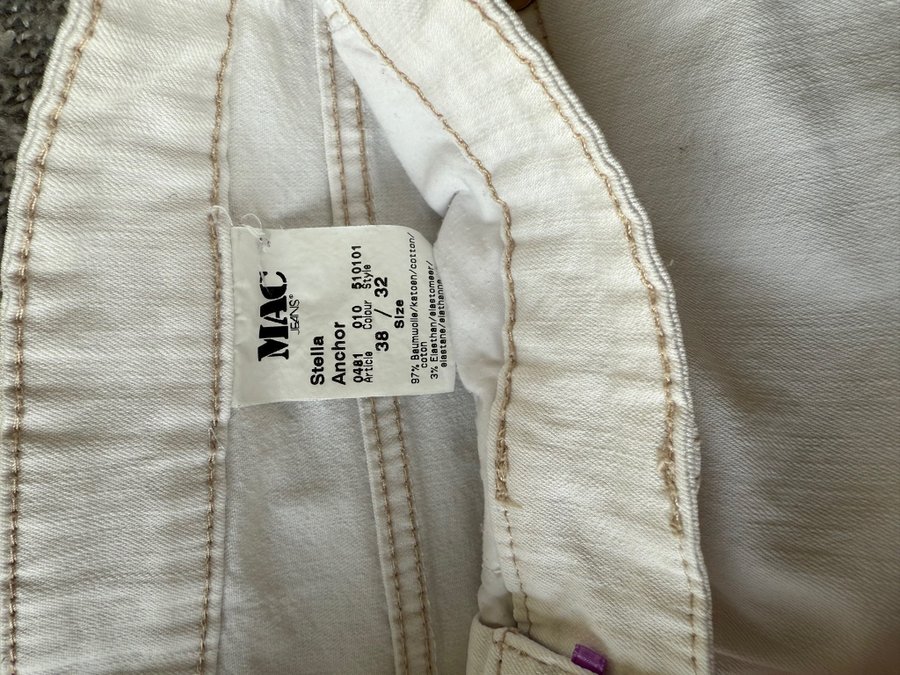 MAC
JEANS®
Stella
Anchor
0481 010 510101
Article Colour Style
38 / 32
Size
97% Baumwolle/katoen/cotton/
coton
3% Elasthan/elastomeer/
elastane/elathanne